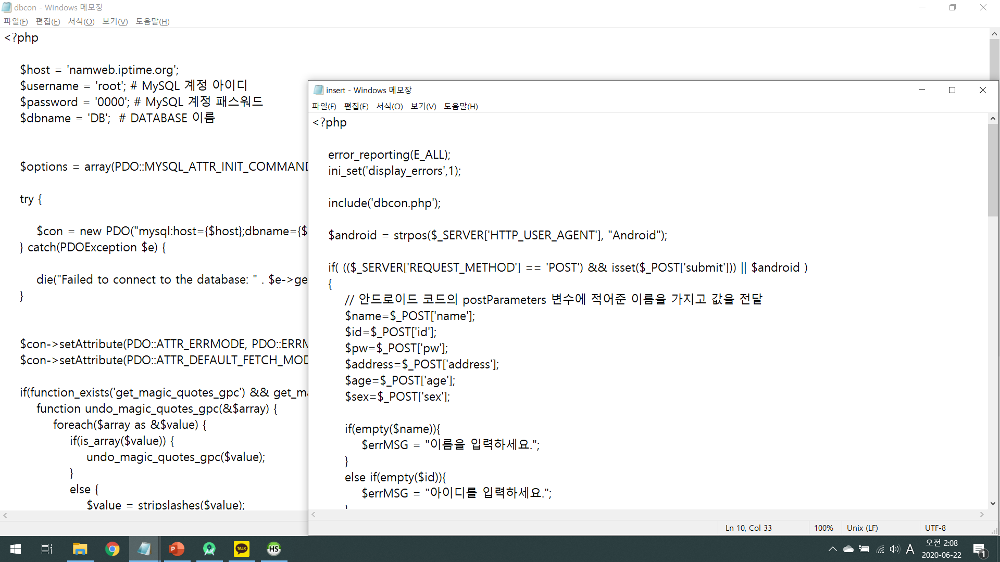 dbcon - Windows 메모장
파일(F) 편집(E) 서식(O) 보기(V) 도움말(H)
<?php
$host = 'namweb.iptime.org';
$username = 'root'; # MySQL 계정 아이디
$password = '0000'; # MySQL 계정 패스워드
$dbname = 'DB';  # DATABASE 이름
$options = array(PDO::MYSQL_ATTR_INIT_COMMAND
try {
$con = new PDO("mysql:host={$host};dbname={$
} catch(PDOException $e) {
die("Failed to connect to the database: " . $e->ge
}
$con->setAttribute(PDO::ATTR_ERRMODE, PDO::ERRM
$con->setAttribute(PDO::ATTR_DEFAULT_FETCH_MOD
if(function_exists('get_magic_quotes_gpc') && get_ma
function undo_magic_quotes_gpc(&$array) {
foreach($array as &$value) {
if(is_array($value)) {
undo_magic_quotes_gpc($value);
}
else {
$value = stripslashes($value);
insert - Windows 메모장
파일(F) 편집(E) 서식(O) 보기(V) 도움말(H)
<?php
error_reporting(E_ALL);
ini_set('display_errors',1);
include('dbcon.php');
$android = strpos($_SERVER['HTTP_USER_AGENT'], "Android");
if( (($_SERVER['REQUEST_METHOD'] == 'POST') && isset($_POST['submit'])) || $android )
{
// 안드로이드 코드의 postParameters 변수에 적어준 이름을 가지고 값을 전달
$name=$_POST['name'];
$id=$_POST['id'];
$pw=$_POST['pw'];
$address=$_POST['address'];
$age=$_POST['age'];
$sex=$_POST['sex'];
if(empty($name)){
$errMSG = "이름을 입력하세요.";
}
else if(empty($id)){
$errMSG = "아이디를 입력하세요.";
}
Ln 10, Col 33 100% Unix (LF) UTF-8
P TALK HS A 오전 2:08
2020-06-22 1